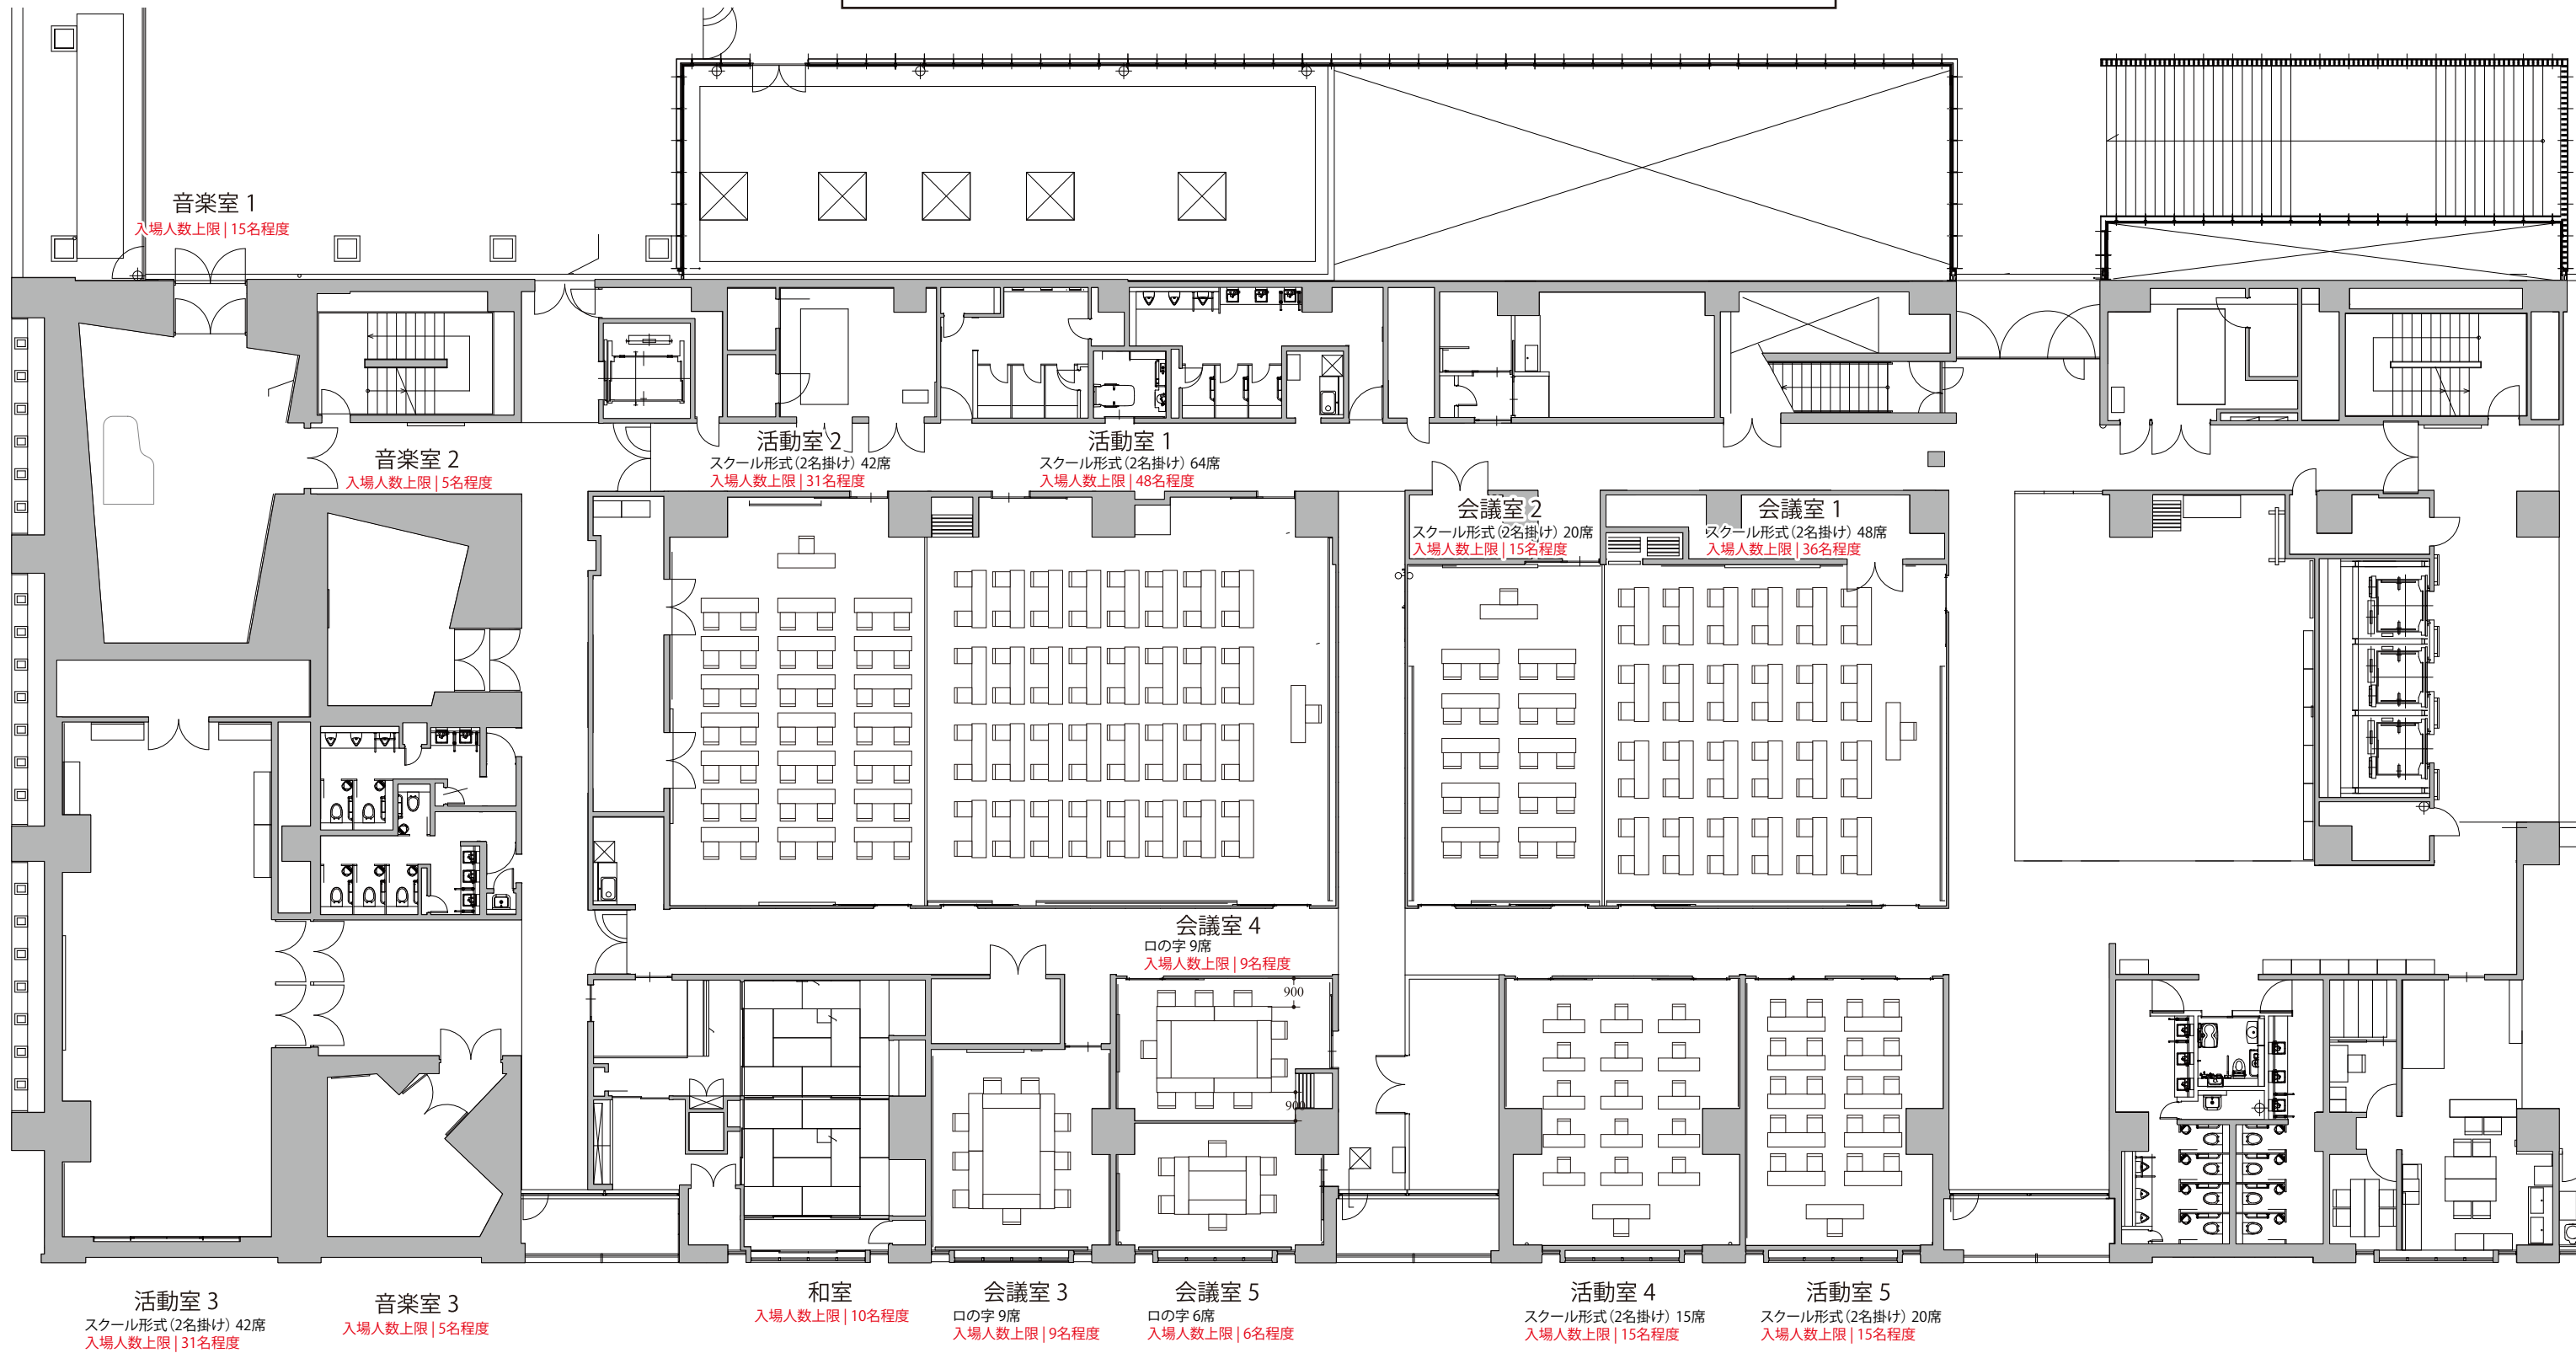 音楽室 1
入場人数上限 | 15名程度
音楽室 2
入場人数上限 | 5名程度
活動室 2
スクール形式（2名掛け） 42席
入場人数上限 | 31名程度
活動室 1
スクール形式（2名掛け） 64席
入場人数上限 | 48名程度
会議室 2
スクール形式（2名掛け） 20席
入場人数上限 | 15名程度
会議室 1
スクール形式（2名掛け） 48席
入場人数上限 | 36名程度
会議室 4
ロの字 9席
入場人数上限 | 9名程度
900
900
活動室 3
スクール形式（2名掛け） 42席
入場人数上限 | 31名程度
音楽室 3
入場人数上限 | 5名程度
和室
入場人数上限 | 10名程度
会議室 3
ロの字 9席
入場人数上限 | 9名程度
会議室 5
ロの字 6席
入場人数上限 | 6名程度
活動室 4
スクール形式（2名掛け） 15席
入場人数上限 | 15名程度
活動室 5
スクール形式（2名掛け） 20席
入場人数上限 | 15名程度